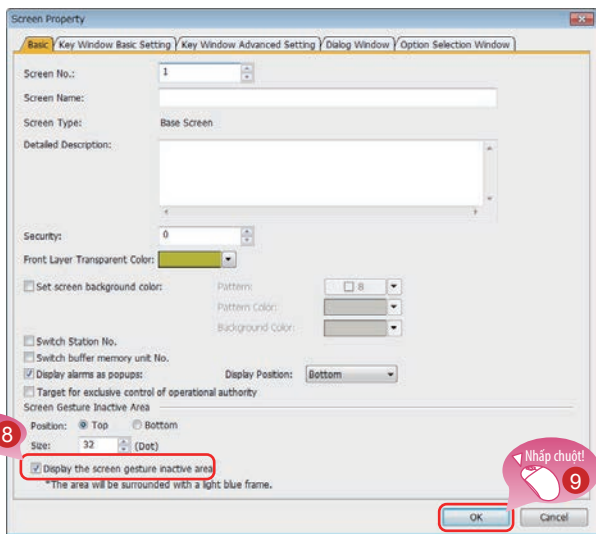 Screen Property
Basic Key Window Basic Setting Key Window Advanced Setting Dialog Window Option Selection Window
Screen No.: 1
Screen Name:
Screen Type: Base Screen
Detailed Description:
Security: 0
Front Layer Transparent Color:
Set screen background color: Pattern: 8
Pattern Color:
Background Color:
Switch Station No.
Switch buffer memory unit No.
Display alarms as popups: Display Position: Bottom
Target for exclusive control of operational authority
Screen Gesture Inactive Area
Position: Top Bottom
8
Size: 32 (Dot)
Nhấp chuột!
9
Display the screen gesture inactive area
*The area will be surrounded with a light blue frame.
OK Cancel